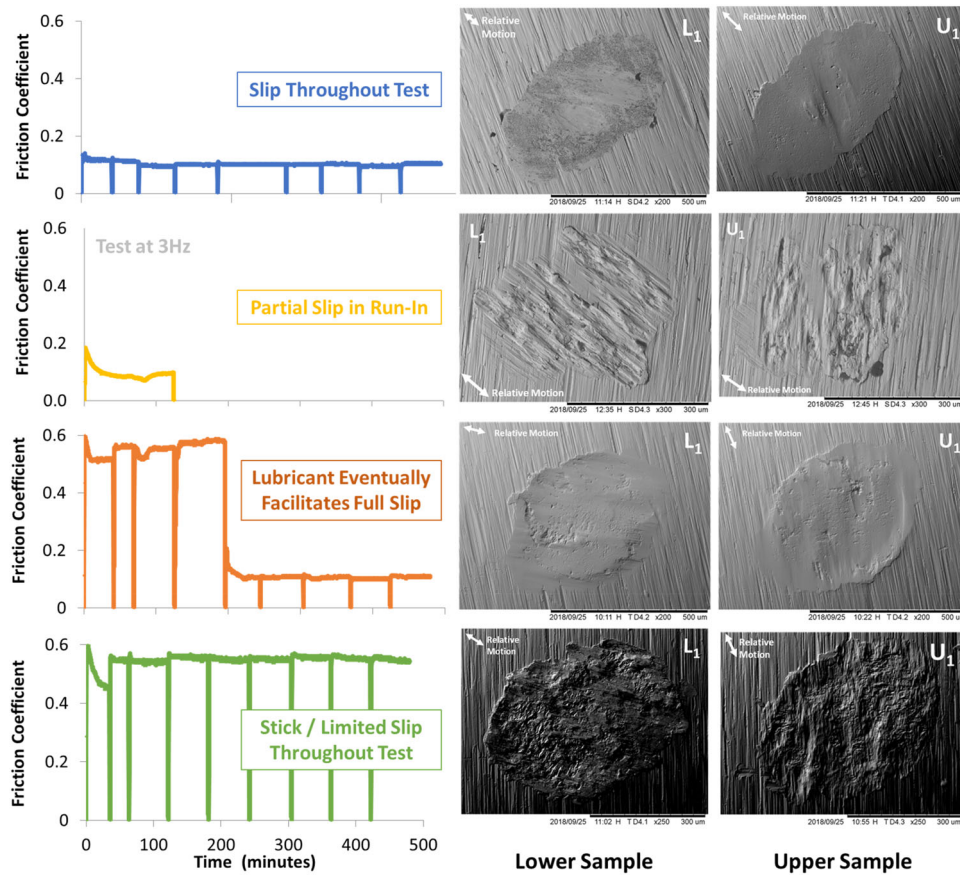 0.6
0.4
0.2
0
Friction Coefficient
Slip Throughout Test
Relative
Motion
L1
2018/09/25 11:14 H S D4.2 x200 500 um
Relative
Motion
U1
2018/09/25 11:21 H T D4.1 x200 500 um
0.6
0.4
0.2
0.0
Friction Coefficient
Test at 3Hz
Partial Slip in Run-In
L1
Relative Motion
2018/09/25 12:35 H S D4.3 x300 300 um
U1
Relative Motion
2018/09/25 12:45 H S D4.3 x300 300 um
0.6
0.4
0.2
0
Friction Coefficient
Lubricant Eventually
Facilitates Full Slip
Relative Motion
L1
2018/09/25 10:11 H T D4.2 x200 500 um
Relative Motion
U1
2018/09/25 10:22 H T D4.2 x200 500 um
0.6
0.4
0.2
0
Friction Coefficient
Stick / Limited Slip
Throughout Test
0 100 200 300 400 500
Time (minutes)
Relative
Motion
L1
2018/09/25 11:02 H T D4.1 x250 300 um
Relative
Motion
U1
2018/09/25 10:55 H T D4.3 x250 300 um
Lower Sample
Upper Sample